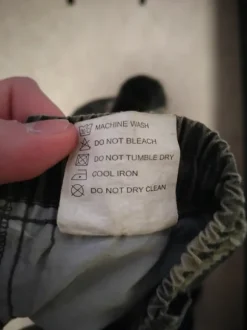 MACHINE WASH
DO NOT BLEACH
DO NOT TUMBLE DRY
COOL IRON
DO NOT DRY CLEAN